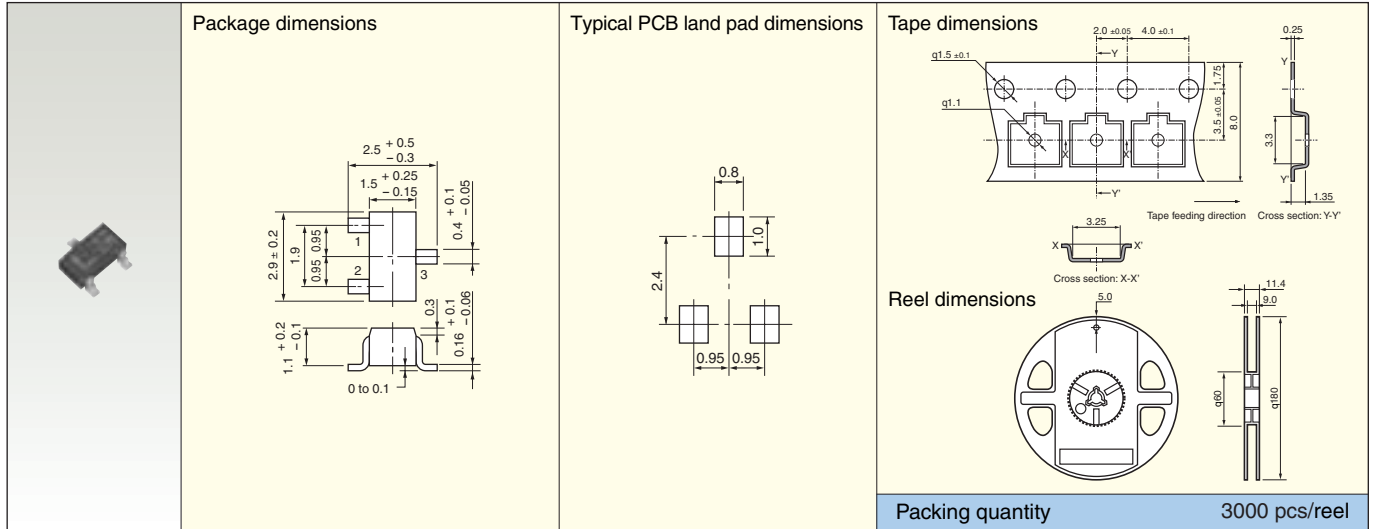 Package dimensions
2.5 + 0.5 − 0.3
1.5 + 0.25 − 0.15
0.4 + 0.1 − 0.05
2.9 ± 0.2
1.9
0.95
0.95
1
2
3
1.1 + 0.2 − 0.1
0.3
0.16 + 0.1 − 0.06
0 to 0.1
Typical PCB land pad dimensions
0.8
1.0
2.4
0.95
0.95
Tape dimensions
2.0 ±0.05
4.0 ±0.1
q1.5 ±0.1
q1.1
Y
X
X'
Y'
1.75
3.5 ±0.05
8.0
Tape feeding direction
0.25
Y
3.3
Y'
1.35
Cross section: Y-Y'
3.25
X
X'
Cross section: X-X'
Reel dimensions
5.0
11.4
9.0
q60
q180
Packing quantity
3000 pcs/reel